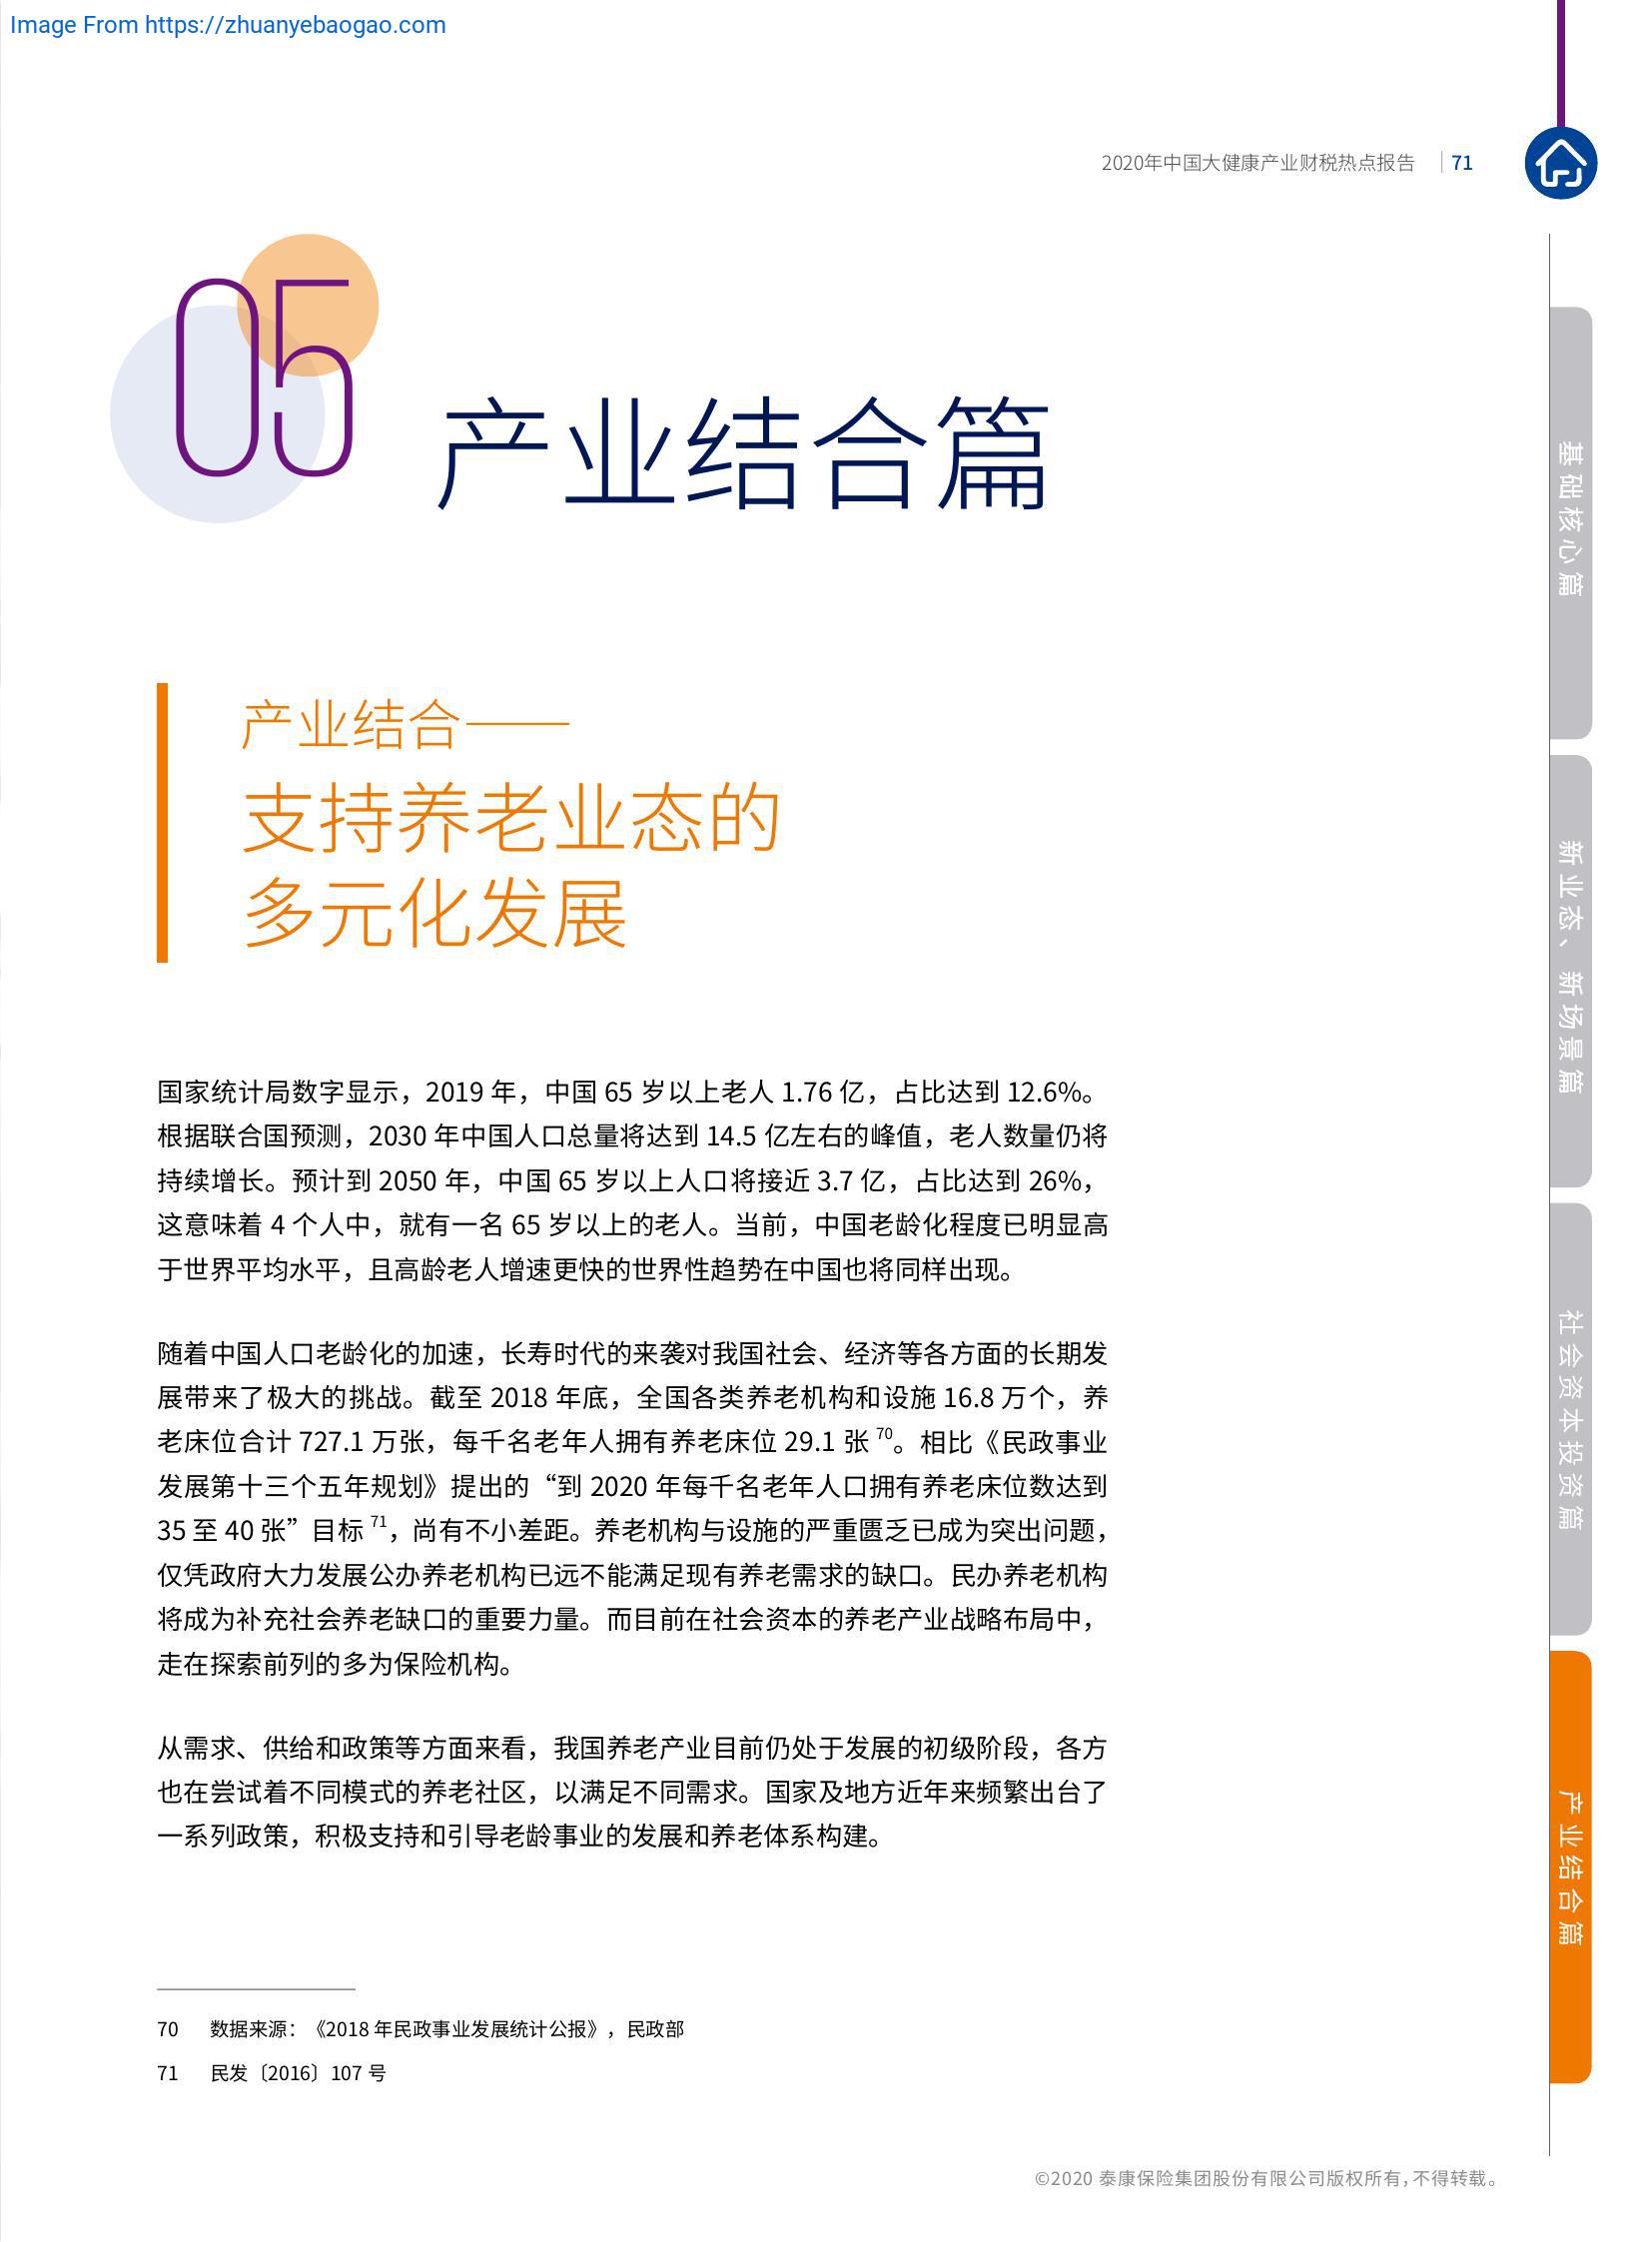 Image From https://zhuanyebaogao.com
2020年中国大健康产业财税热点报告 | 71
05
产业结合篇
产业结合——
支持养老业态的
多元化发展
国家统计局数字显示，2019 年，中国 65 岁以上老人 1.76 亿，占比达到 12.6%。
根据联合国预测，2030 年中国人口总量将达到 14.5 亿左右的峰值，老人数量仍将
持续增长。预计到 2050 年，中国 65 岁以上人口将接近 3.7 亿，占比达到 26%，
这意味着 4 个人中，就有一名 65 岁以上的老人。当前，中国老龄化程度已明显高
于世界平均水平，且高龄老人增速更快的世界性趋势在中国也将同样出现。
随着中国人口老龄化的加速，长寿时代的来袭对我国社会、经济等各方面的长期发
展带来了极大的挑战。截至 2018 年底，全国各类养老机构和设施 16.8 万个，养
老床位合计 727.1 万张，每千名老年人拥有养老床位 29.1 张 70。相比《民政事业
发展第十三个五年规划》提出的“到 2020 年每千名老年人口拥有养老床位数达到
35 至 40 张”目标 71，尚有不小差距。养老机构与设施的严重匮乏已成为突出问题，
仅凭政府大力发展公办养老机构已远不能满足现有养老需求的缺口。民办养老机构
将成为补充社会养老缺口的重要力量。而目前在社会资本的养老产业战略布局中，
走在探索前列的多为保险机构。
从需求、供给和政策等方面来看，我国养老产业目前仍处于发展的初级阶段，各方
也在尝试着不同模式的养老社区，以满足不同需求。国家及地方近年来频繁出台了
一系列政策，积极支持和引导老龄事业的发展和养老体系构建。
70 数据来源：《2018 年民政事业发展统计公报》，民政部
71 民发〔2016〕107 号
©2020 泰康保险集团股份有限公司版权所有，不得转载。
基础核心篇
新业态、新场景篇
社会资本投资篇
产业结合篇